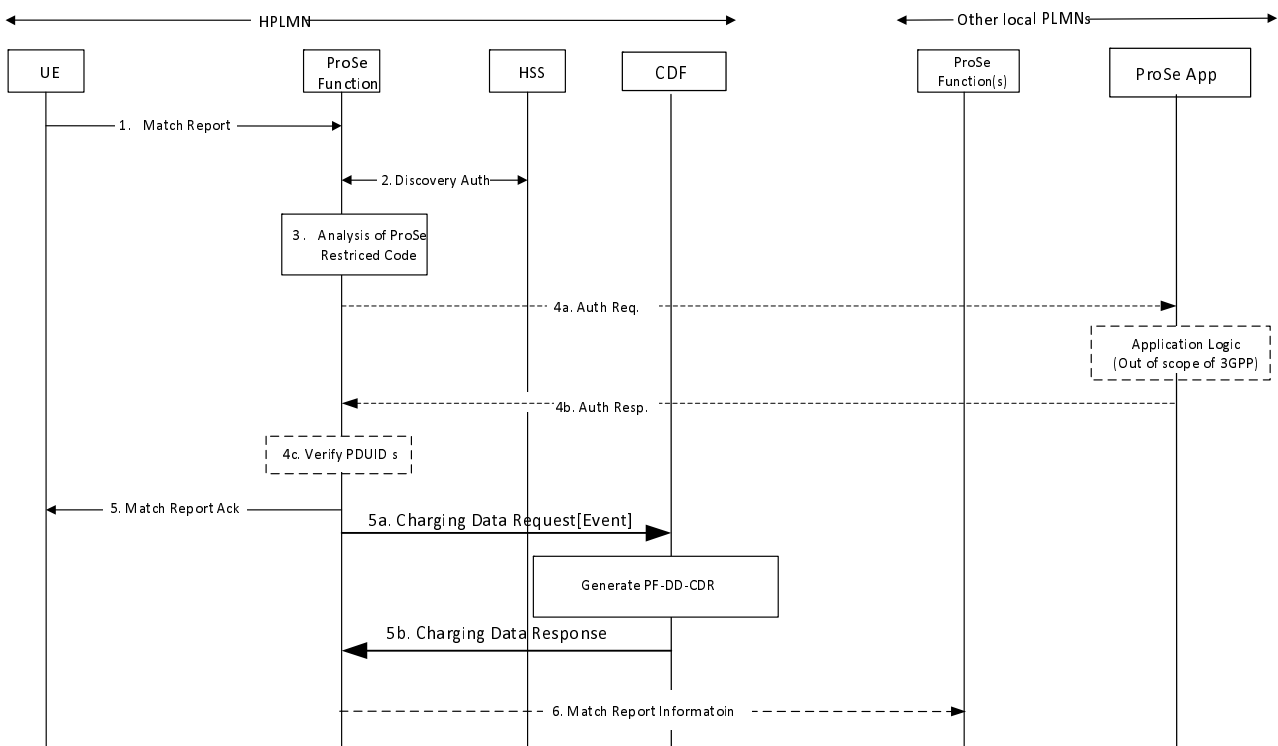 HPLMN
Other local PLMNs
UE
ProSe
Function
HSS
CDF
ProSe
Function(s)
ProSe App
1. Match Report
2. Discovery Auth
3. Analysis of ProSe
Restriced Code
4a. Auth Req.
Application Logic
(Out of scope of 3GPP)
4b. Auth Resp.
4c. Verify PDUID s
5. Match Report Ack
5a. Charging Data Request[Event]
Generate PF-DD-CDR
5b. Charging Data Response
6. Match Report Informatoin